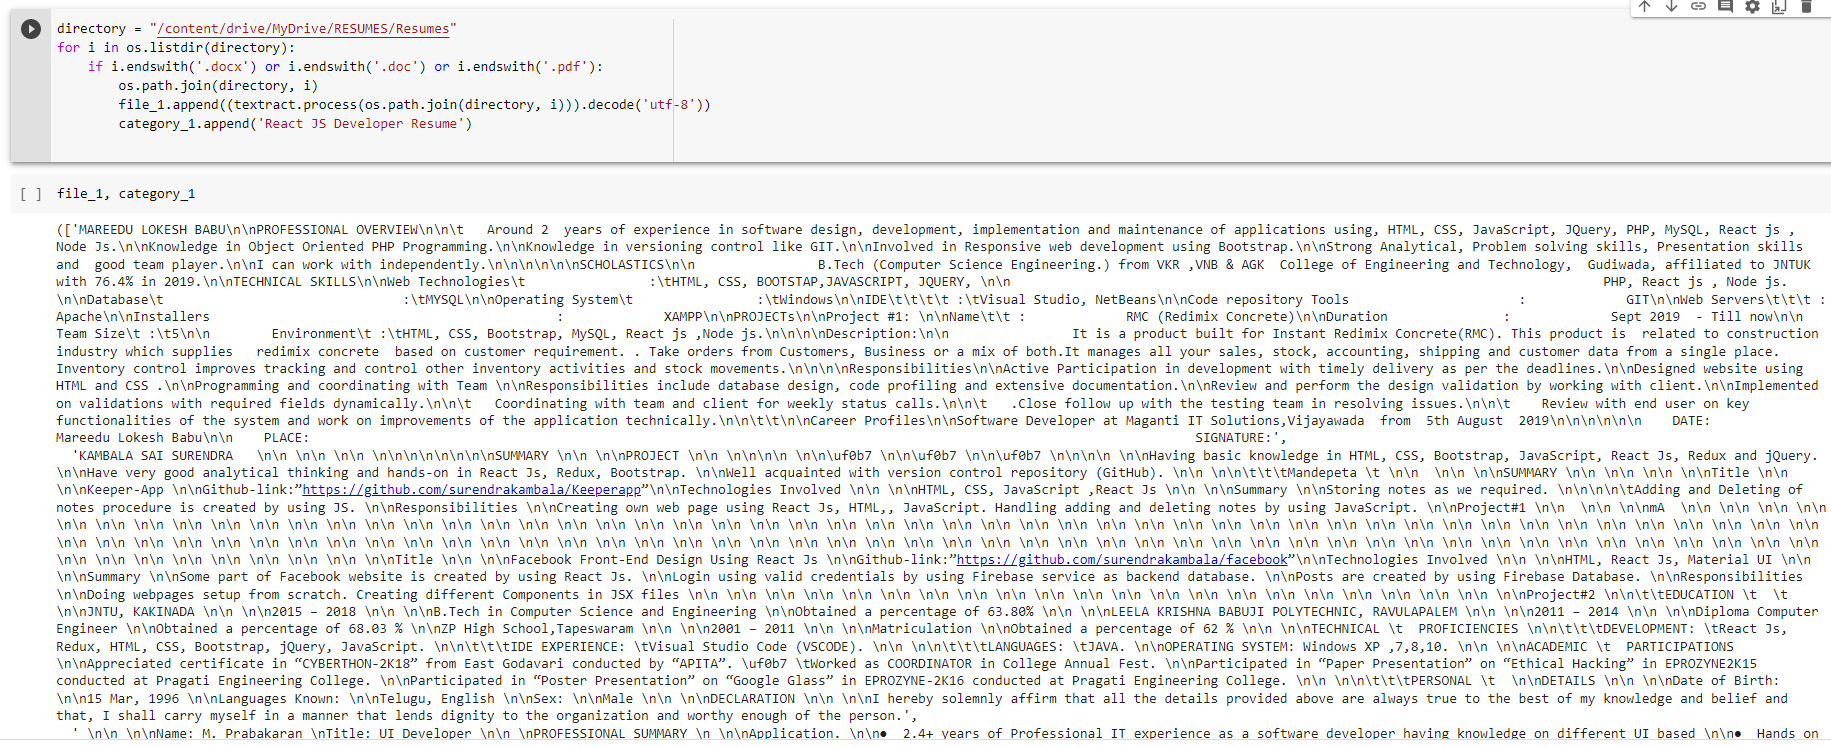 directory = "/content/drive/MyDrive/RESUMES/Resumes"
for i in os.listdir(directory):
    if i.endswith('.docx') or i.endswith('.doc') or i.endswith('.pdf'):
        os.path.join(directory, i)
        file_1.append((textract.process(os.path.join(directory, i))).decode('utf-8'))
        category_1.append('React JS Developer Resume')
[ ] file_1, category_1
(['MAREEDU LOKESH BABU\n\nPROFESSIONAL OVERVIEW\n\n\t   Around 2  years of experience in software design, development, implementation and maintenance of applications using, HTML, CSS, JavaScript, JQuery, PHP, MySQL, React js ,
Node Js.\n\nKnowledge in Object Oriented PHP Programming.\n\nKnowledge in versioning control like GIT.\n\nInvolved in Responsive web development using Bootstrap.\n\nStrong Analytical, Problem solving skills, Presentation skills
and  good team player.\n\nI can work with independently.\n\n\n\n\n\nSCHOLASTICS\n\n                B.Tech (Computer Science Engineering.) from VKR ,VNB & AGK  College of Engineering and Technology,  Gudiwada, affiliated to JNTUK
with 76.4% in 2019.\n\nTECHNICAL SKILLS\n\nWeb Technologies\t                :\tHTML, CSS, BOOTSTAP,JAVASCRIPT, JQUERY, \n\n                                                                           PHP, React js , Node js.
\n\nDatabase\t                               :\tMYSQL\n\nOperating System\t                :\tWindows\n\nIDE\t\t\t\t :\tVisual Studio, NetBeans\n\nCode repository Tools                      :             GIT\n\nWeb Servers\t\t\t :
Apache\n\nInstallers                                             :             XAMPP\n\nPROJECTs\n\nProject #1: \n\nName\t\t :             RMC (Redimix Concrete)\n\nDuration               :             Sept 2019  - Till now\n\n
Team Size\t :\t5\n\n        Environment\t :\tHTML, CSS, Bootstrap, MySQL, React js ,Node js.\n\n\n\nDescription:\n\n                It is a product built for Instant Redimix Concrete(RMC). This product is  related to construction
industry which supplies   redimix concrete  based on customer requirement. . Take orders from Customers, Business or a mix of both.It manages all your sales, stock, accounting, shipping and customer data from a single place.
Inventory control improves tracking and control other inventory activities and stock movements.\n\n\n\nResponsibilities\n\nActive Participation in development with timely delivery as per the deadlines.\n\nDesigned website using
HTML and CSS .\n\nProgramming and coordinating with Team \n\nResponsibilities include database design, code profiling and extensive documentation.\n\nReview and perform the design validation by working with client.\n\nImplemented
on validations with required fields dynamically.\n\n\t   Coordinating with team and client for weekly status calls.\n\n\t   .Close follow up with the testing team in resolving issues.\n\n\t    Review with end user on key
functionalities of the system and work on improvements of the application technically.\n\n\t\t\n\nCareer Profiles\n\nSoftware Developer at Maganti IT Solutions,Vijayawada  from  5th August  2019\n\n\n\n\n\n    DATE:
Mareedu Lokesh Babu\n\n    PLACE:                                                                                                                  SIGNATURE:',
  'KAMBALA SAI SURENDRA   \n\n \n\n \n\n \n\n\n\n\n\n\nSUMMARY \n\n \n\nPROJECT \n\n \n\n\n\n \n\n\uf0b7 \n\n\uf0b7 \n\n\uf0b7 \n\n\n\n \n\nHaving basic knowledge in HTML, CSS, Bootstrap, JavaScript, React Js, Redux and jQuery.
\n\nHave very good analytical thinking and hands-on in React Js, Redux, Bootstrap. \n\nWell acquainted with version control repository (GitHub). \n\n \n\n\t\t\tMandepeta \t \n\n  \n\n \n\nSUMMARY \n\n \n\n \n\n \n\nTitle \n\n
\n\nKeeper-App \n\nGithub-link:”https://github.com/surendrakambala/Keeperapp”\n\nTechnologies Involved \n\n \n\nHTML, CSS, JavaScript ,React Js \n\n \n\nSummary \n\nStoring notes as we required. \n\n\n\n\tAdding and Deleting of
notes procedure is created by using JS. \n\nResponsibilities \n\nCreating own web page using React Js, HTML,, JavaScript. Handling adding and deleting notes by using JavaScript. \n\nProject#1 \n\n  \n\n \n\nmA  \n\n \n\n \n\n \n\n
\n\n \n\n \n\n \n\n \n\n \n\n \n\n \n\n \n\n \n\n \n\n \n\n \n\n \n\n \n\n \n\n \n\n \n\n \n\n \n\n \n\n \n\n \n\n \n\n \n\n \n\n \n\n \n\n \n\n \n\n \n\n \n\n \n\n \n\n \n\n \n\n
\n\n \n\n \n\n \n\n \n\n \n\n \n\n \n\n \n\n \n\n \n\n \n\n \n\n \n\n \n\n \n\n \n\n \n\n \n\n \n\n \n\n \n\n \n\n \n\n \n\n \n\n \n\n \n\n \n\n \n\n \n\n \n\n \n\n \n\n \n\n \n\n
\n\n \n\n \n\n \n\n \n\n \n\n \n\nTitle \n\n \n\nFacebook Front-End Design Using React Js \n\nGithub-link:”https://github.com/surendrakambala/facebook”\n\nTechnologies Involved \n\n \n\nHTML, React Js, Material UI \n\n
\n\nSummary \n\nSome part of Facebook website is created by using React Js. \n\nLogin using valid credentials by using Firebase service as backend database. \n\nPosts are created by using Firebase Database. \n\nResponsibilities
\n\nDoing webpages setup from scratch. Creating different Components in JSX files \n\n \n\n \n\n \n\n \n\n \n\n \n\n \n\n \n\n \n\n \n\n \n\n \n\n \n\n \n\n \n\n \n\nProject#2 \n\n\t\tEDUCATION \t  \t
\n\nJNTU, KAKINADA \n\n \n\n2015 – 2018 \n\n \n\nB.Tech in Computer Science and Engineering \n\nObtained a percentage of 63.80% \n\n \n\nLEELA KRISHNA BABUJI POLYTECHNIC, RAVULAPALEM \n\n \n\n2011 – 2014 \n\n \n\nDiploma Computer
Engineer \n\nObtained a percentage of 68.03 % \n\nZP High School,Tapeswaram \n\n \n\n2001 – 2011 \n\n \n\nMatriculation \n\nObtained a percentage of 62 % \n\n \n\nTECHNICAL \t  PROFICIENCIES \n\n\t\t\tDEVELOPMENT: \tReact Js,
Redux, HTML, CSS, Bootstrap, jQuery, JavaScript. \n\n\t\t\tIDE EXPERIENCE: \tVisual Studio Code (VSCODE). \n\n \n\n\t\t\tLANGUAGES: \tJAVA. \n\nOPERATING SYSTEM: Windows XP ,7,8,10. \n\n \n\nACADEMIC \t  PARTICIPATIONS
\n\nAppreciated certificate in “CYBERTHON-2K18” from East Godavari conducted by “APITA”. \uf0b7 \tWorked as COORDINATOR in College Annual Fest. \n\nParticipated in “Paper Presentation” on “Ethical Hacking” in EPROZYNE2K15
conducted at Pragati Engineering College. \n\nParticipated in “Poster Presentation” on “Google Glass” in EPROZYNE-2K16 conducted at Pragati Engineering College. \n\n \n\n\t\t\tPERSONAL \t  \n\nDETAILS \n\n \n\nDate of Birth:
\n\n15 Mar, 1996 \n\nLanguages Known: \n\nTelugu, English \n\nSex: \n\nMale \n\n \n\nDECLARATION \n\n \n\nI hereby solemnly affirm that all the details provided above are always true to the best of my knowledge and belief and
that, I shall carry myself in a manner that lends dignity to the organization and worthy enough of the person.',
  ' \n\n \n\nName: M. Prabakaran \nTitle: UI Developer \n\n \nPROFESSIONAL SUMMARY \n \n\nApplication. \n\n●  2.4+ years of Professional IT experience as a software developer having knowledge on different UI based \n\n●  Hands on